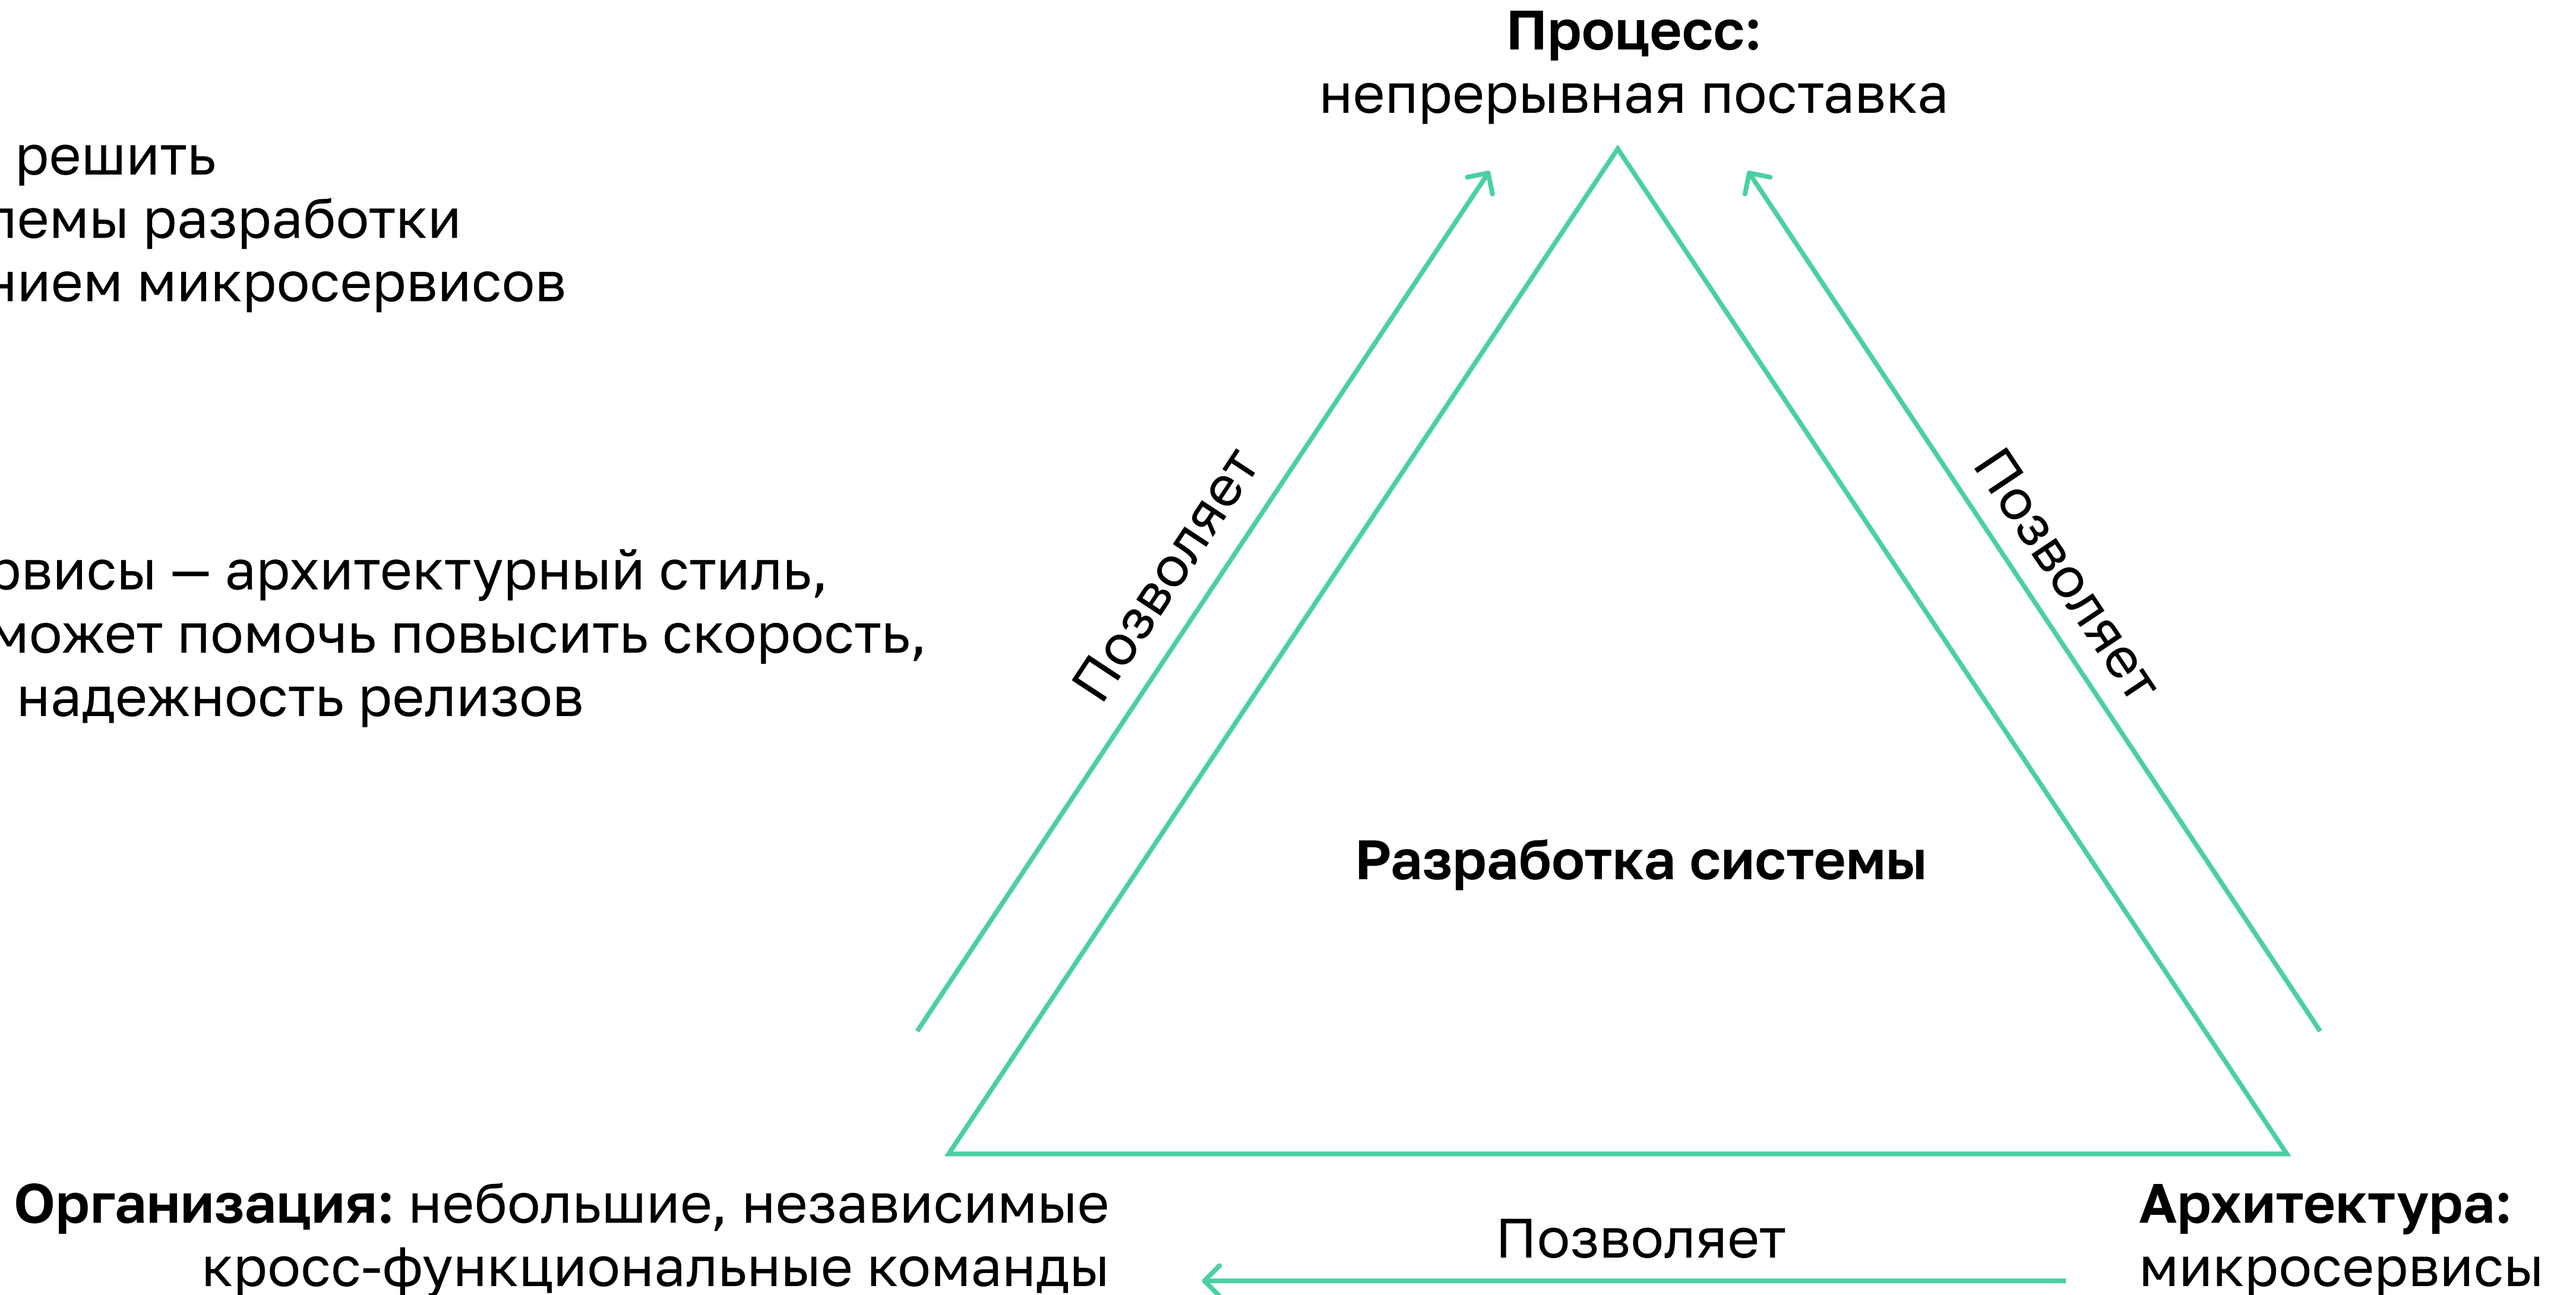 Процесс:
непрерывная поставка
решить
лемы разработки
нием микросервисов
Позволяет
Позволяет
рвисы — архитектурный стиль,
может помочь повысить скорость,
надежность релизов
Разработка системы
Организация: небольшие, независимые
кросс-функциональные команды
Позволяет
Архитектура:
микросервисы